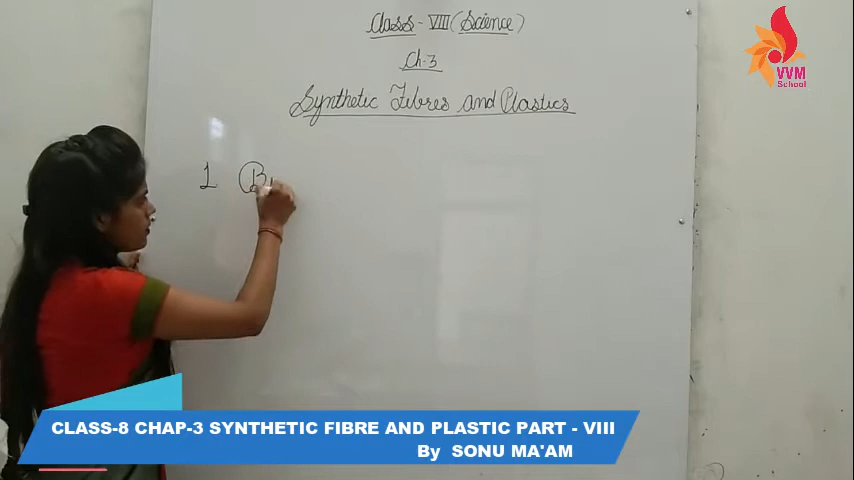 Class - VIII (Science)
Ch-3
Synthetic Fibres and Plastics
1 B
VVM
School
CLASS-8 CHAP-3 SYNTHETIC FIBRE AND PLASTIC PART - VIII
By SONU MA'AM